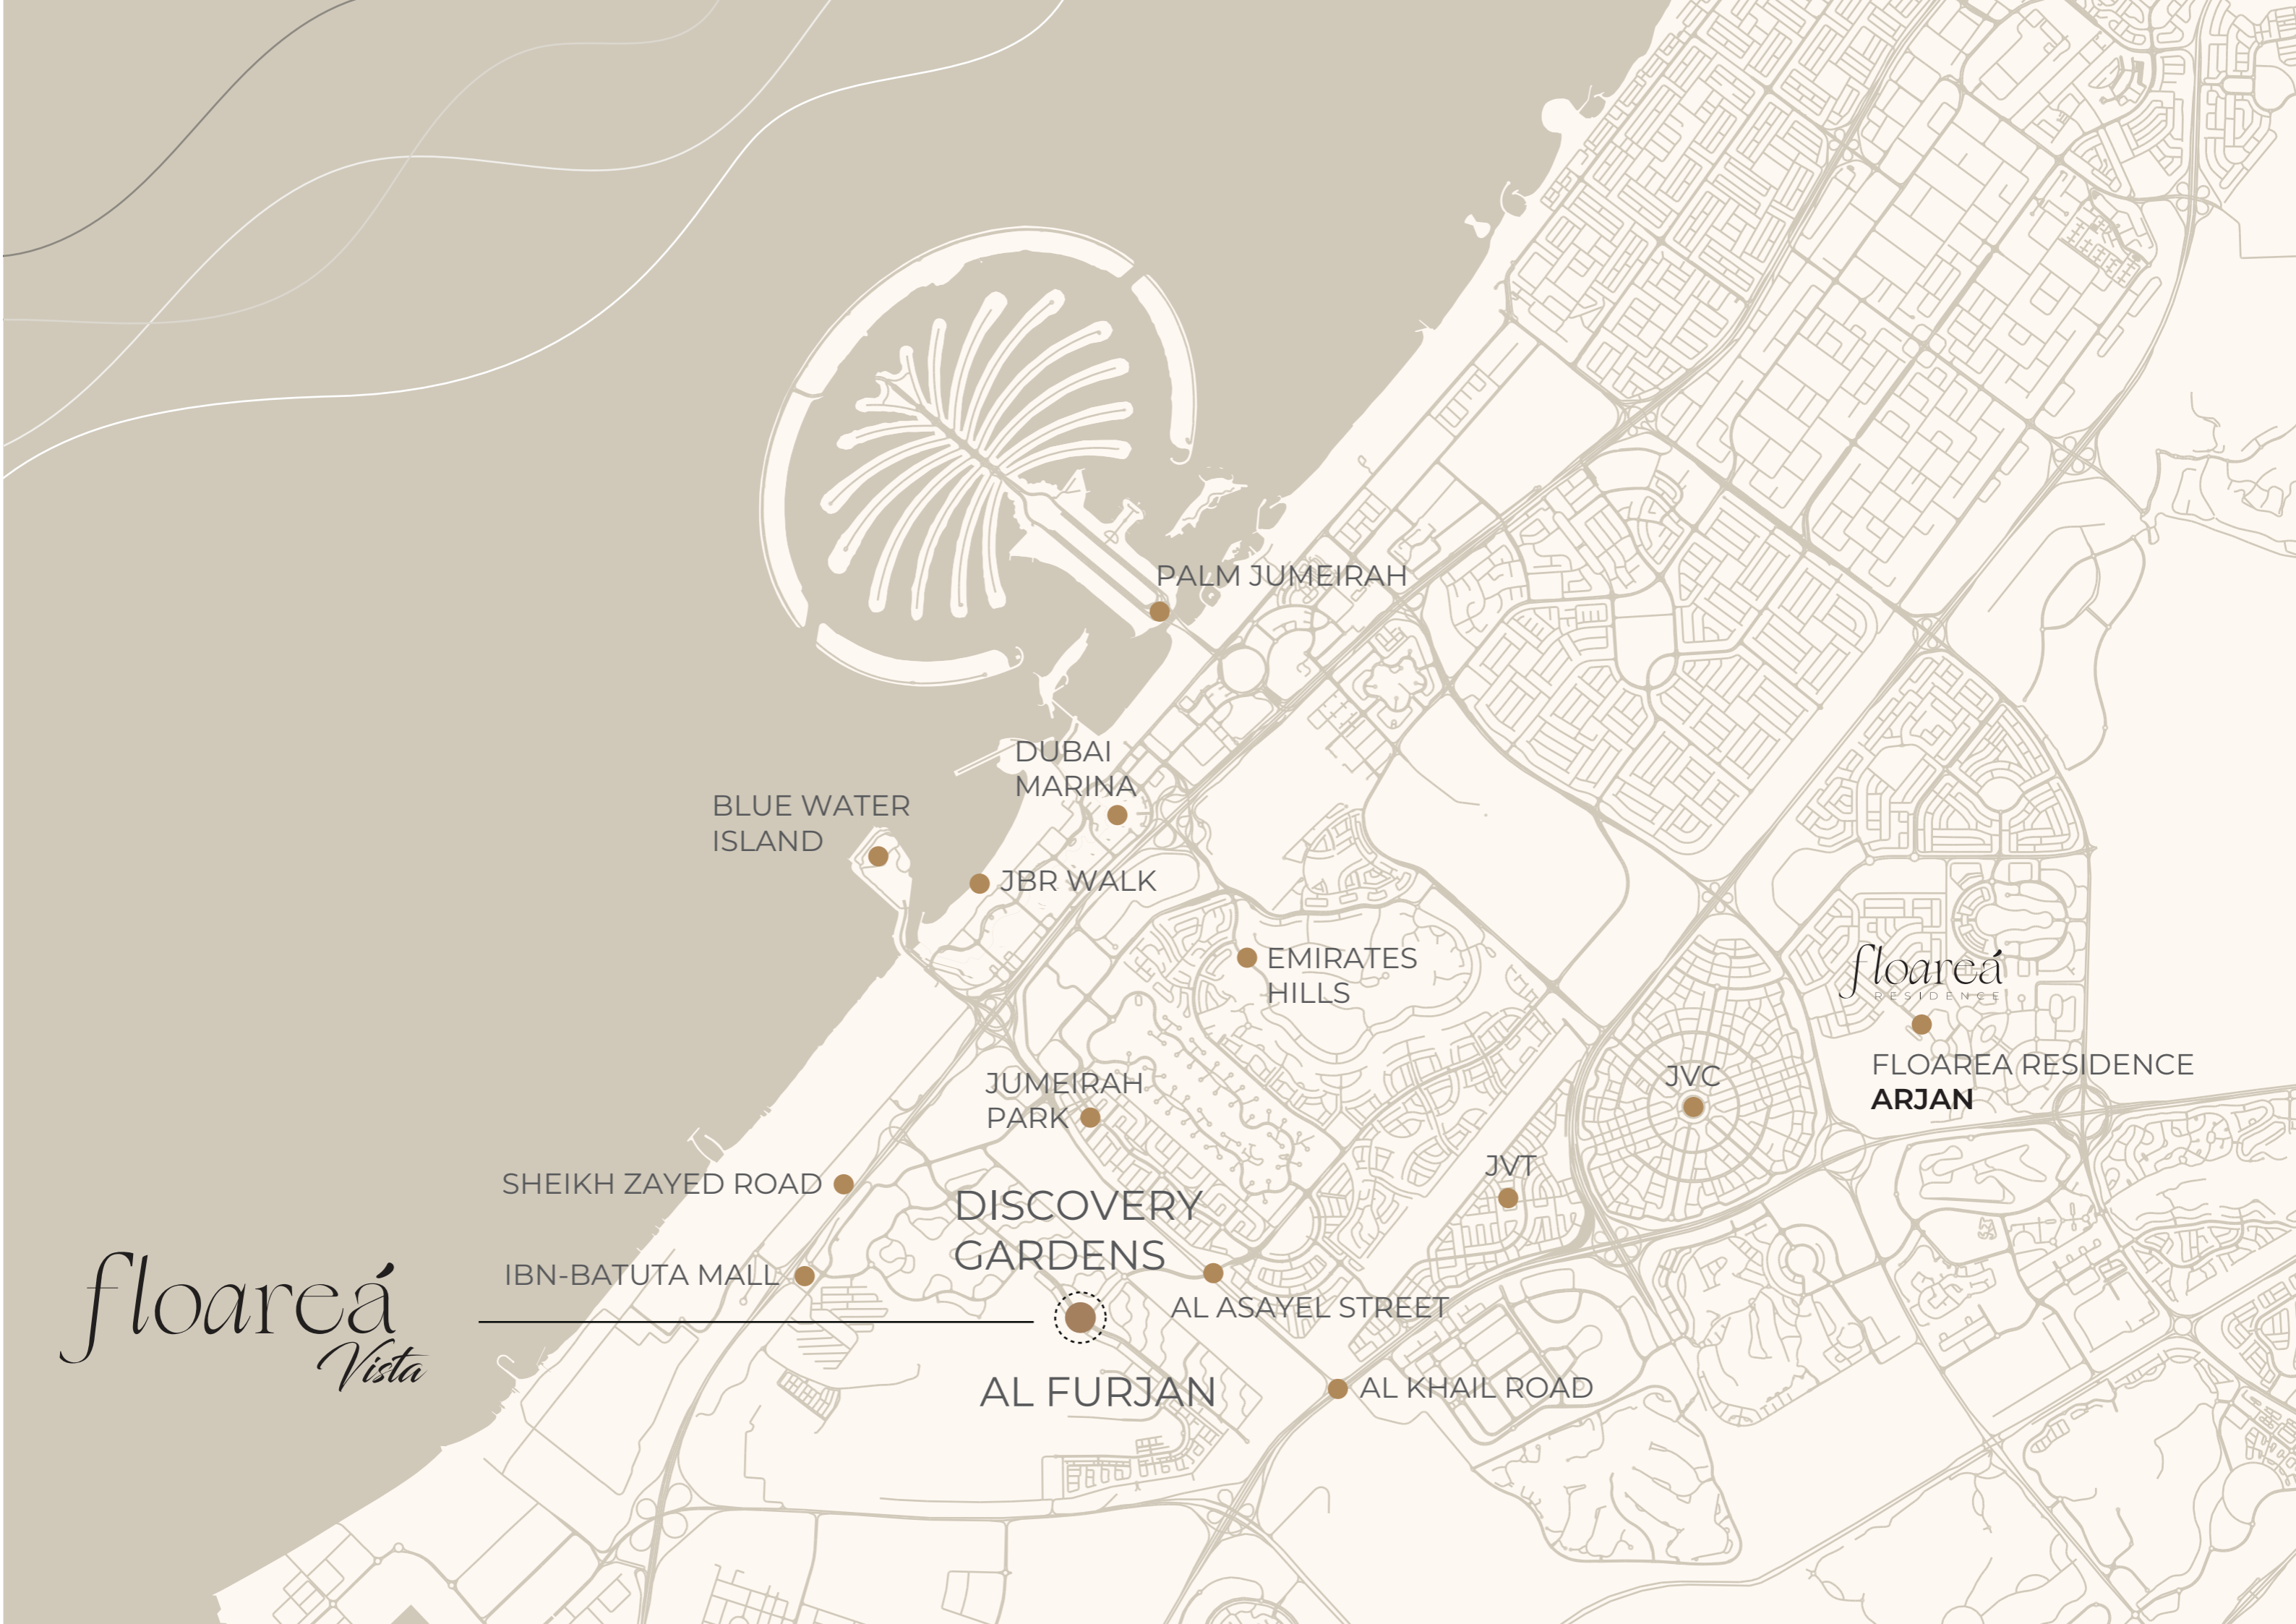 PALM JUMEIRAH
DUBAI
MARINA
BLUE WATER
ISLAND
JBR WALK
EMIRATES
HILLS
floareá
RESIDENCE
FLOAREA RESIDENCE
ARJAN
JUMEIRAH
PARK
JVC
JVT
SHEIKH ZAYED ROAD
DISCOVERY
GARDENS
IBN-BATUTA MALL
AL ASAYEL STREET
floareá
Vista
AL FURJAN
AL KHAIL ROAD